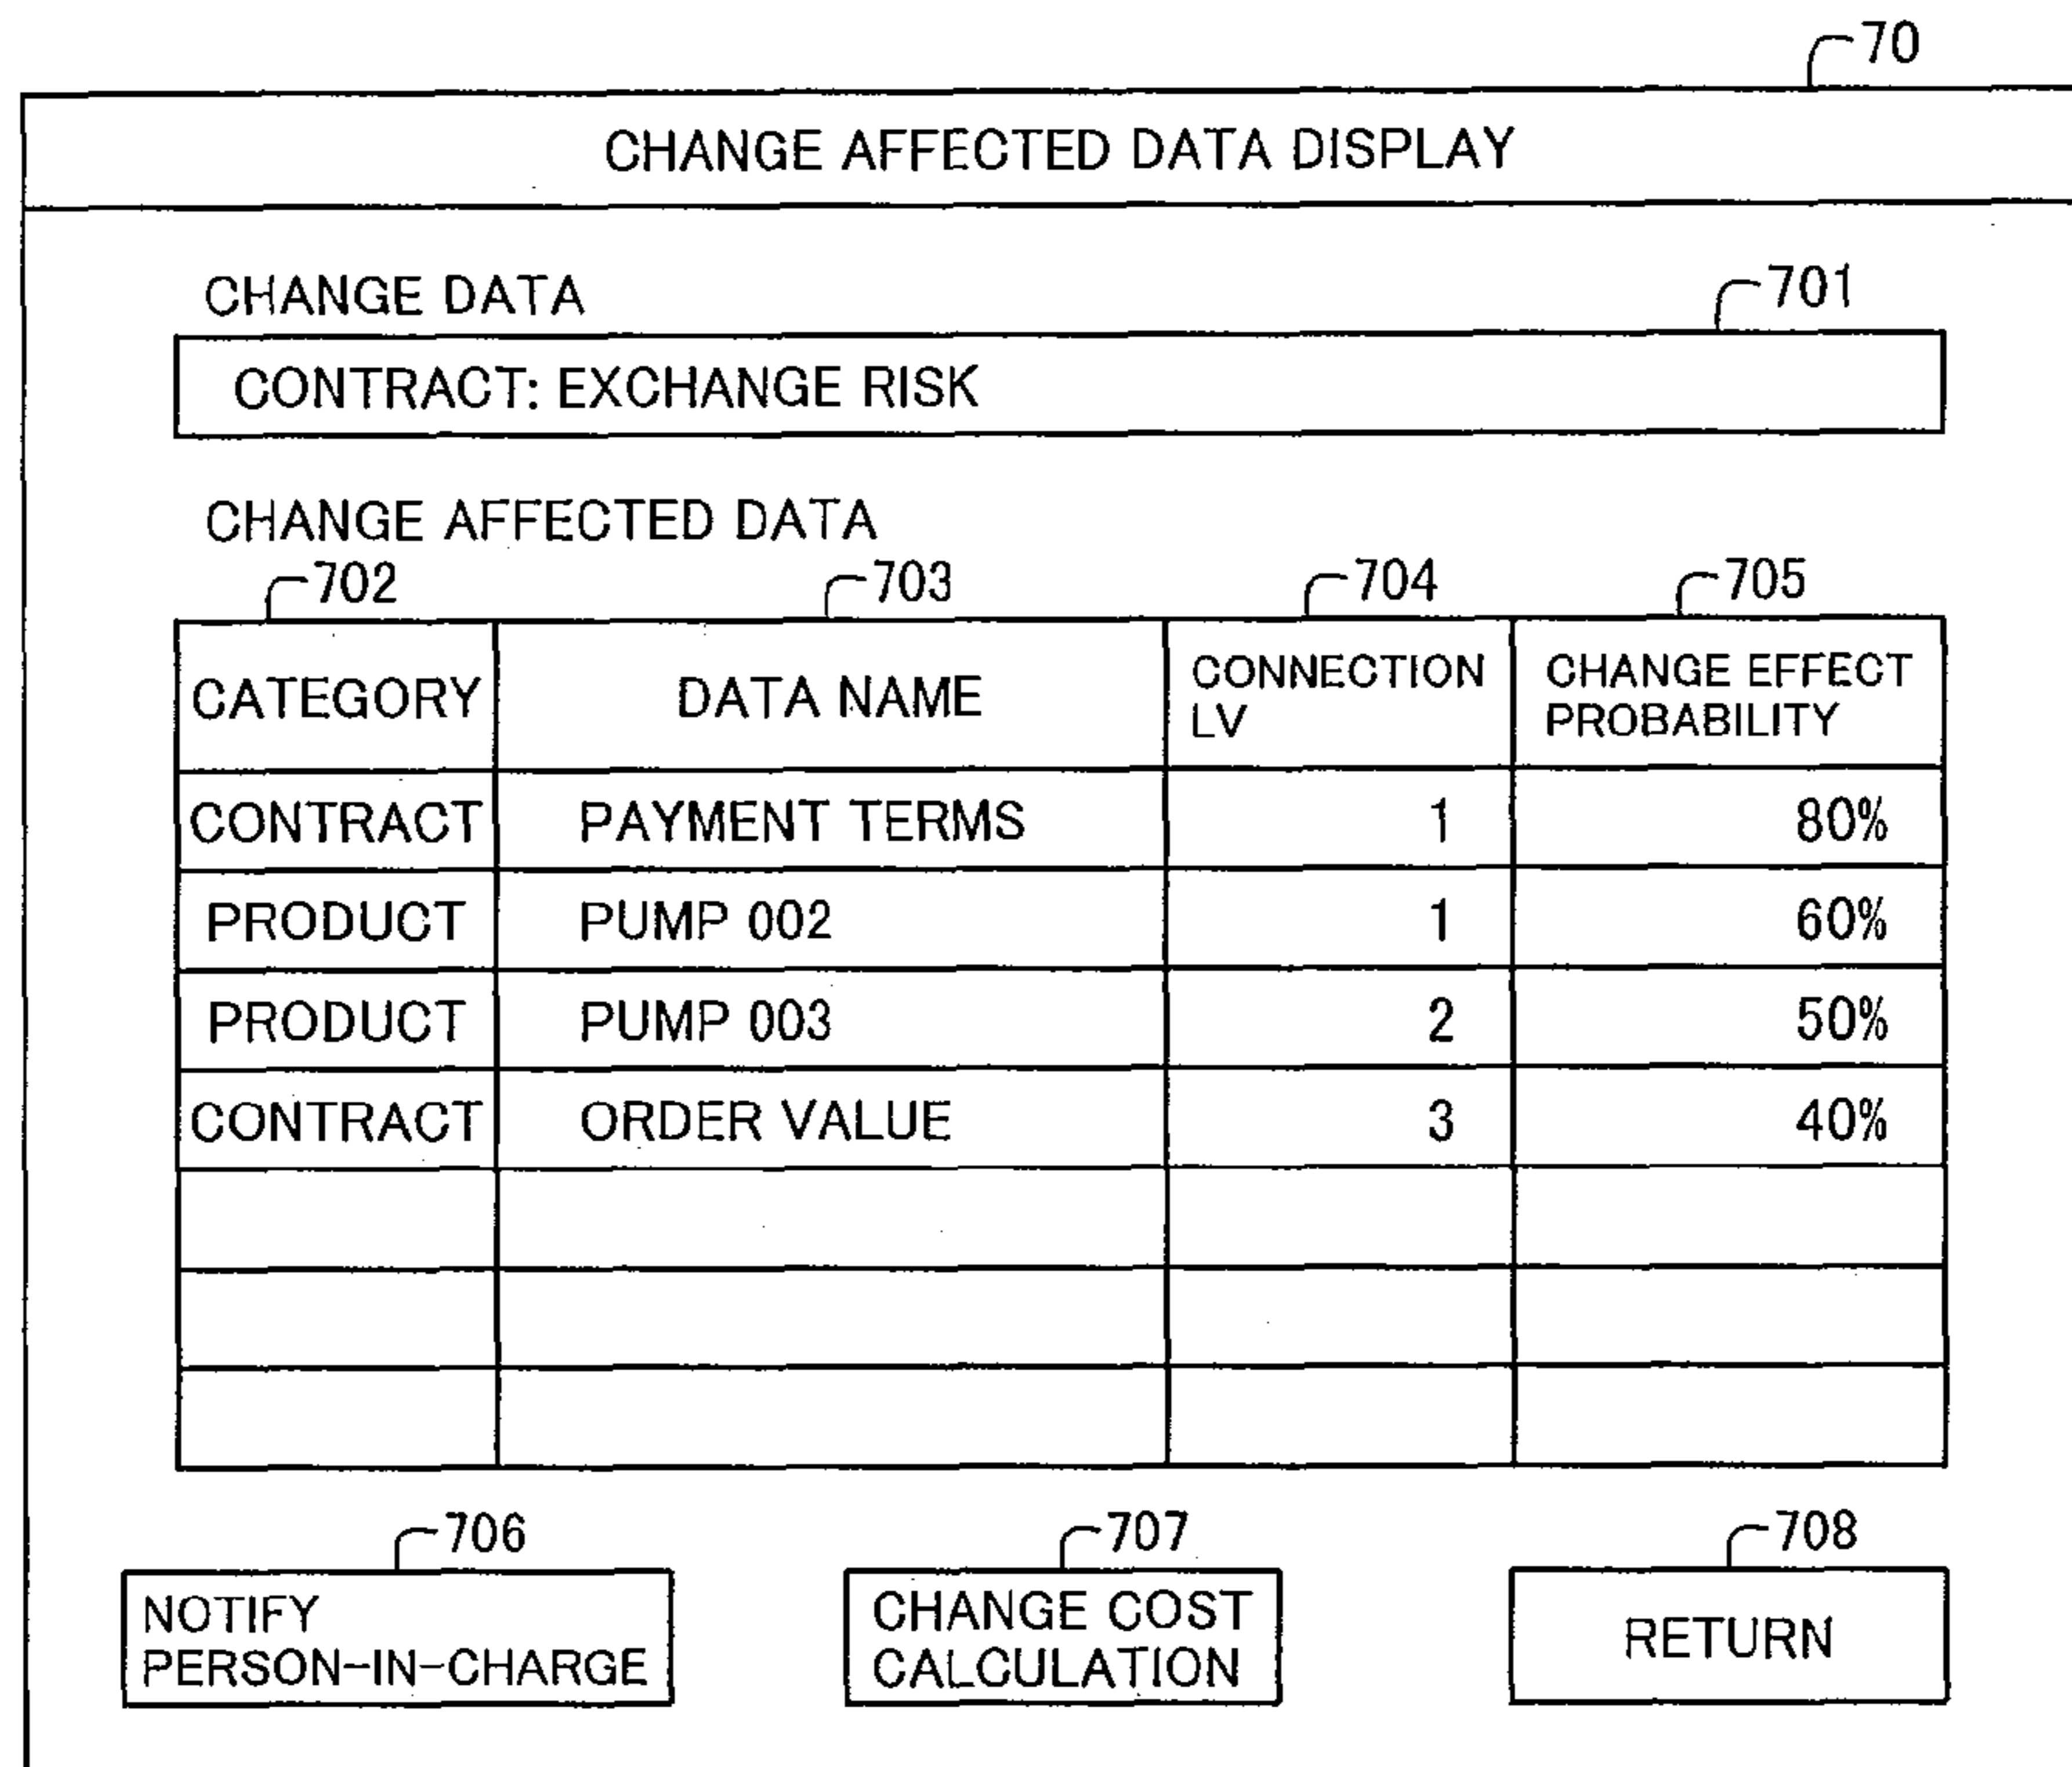 70
CHANGE AFFECTED DATA DISPLAY
CHANGE DATA
701
CONTRACT: EXCHANGE RISK
CHANGE AFFECTED DATA
702 703 704 705
CATEGORY DATA NAME CONNECTION LV CHANGE EFFECT PROBABILITY
CONTRACT PAYMENT TERMS 1 80%
PRODUCT PUMP 002 1 60%
PRODUCT PUMP 003 2 50%
CONTRACT ORDER VALUE 3 40%
706 707 708
NOTIFY
PERSON-IN-CHARGE
CHANGE COST
CALCULATION
RETURN